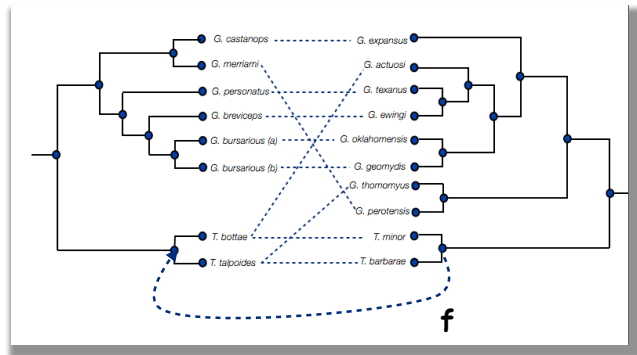 G. castanops
G. merriami
G. personatus
G. breviceps
G. bursarious (a)
G. bursarious (b)
T. bottae
T. talpoides
G. expansus
G. actuosi
G. texanus
G. ewingi
G. oklahomensis
G. geomydis
G. thomomyus
G. perotensis
T. minor
T. barbarae
f